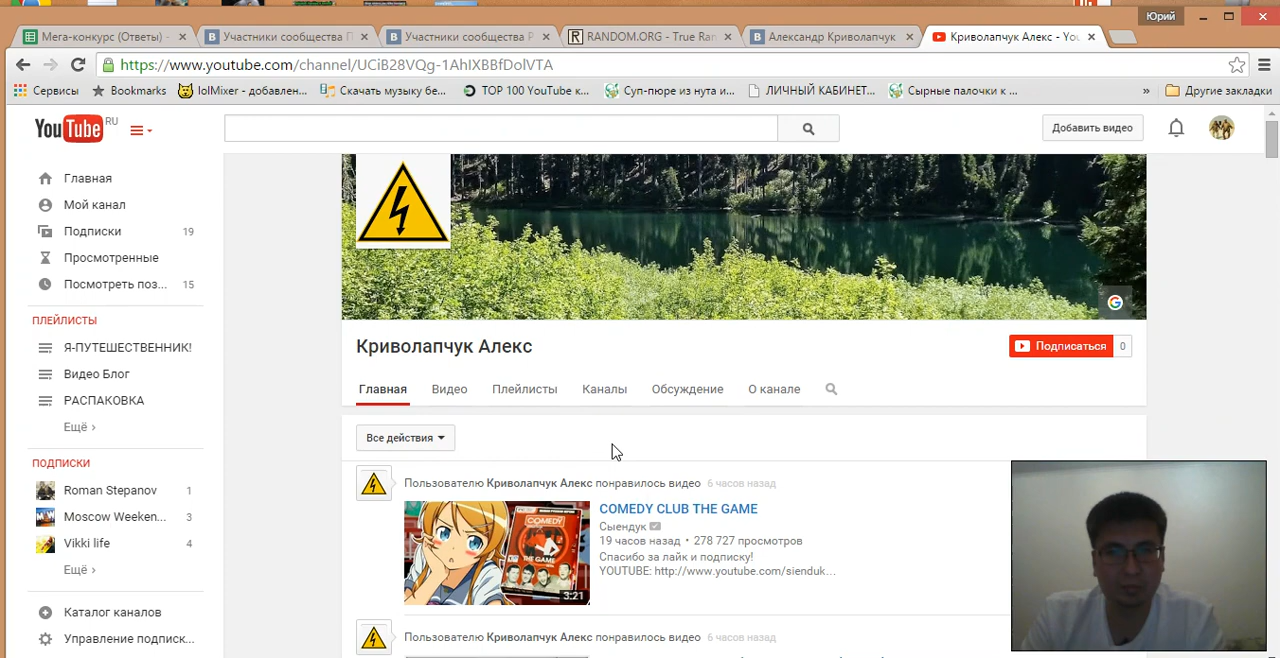 Юрий
Мега-конкурс (Ответы) -
Участники сообщества П
Участники сообщества Р
RANDOM.ORG - True Ran
Александр Криволапчук
Криволапчук Алекс - You
https://www.youtube.com/channel/UCiB28VQg-1AhIXBBfDolVTA
Сервисы
Bookmarks
lolMixer - добавлен...
Скачать музыку бе...
TOP 100 YouTube к...
Суп-пюре из нута и...
ЛИЧНЫЙ КАБИНЕТ...
Сырные палочки к ...
»
Другие закладки
YouTube RU
Добавить видео
Главная
Мой канал
Подписки 19
Просмотренные
Посмотреть поз... 15
ПЛЕЙЛИСТЫ
Я-ПУТЕШЕСТВЕННИК!
Видео Блог
РАСПАКОВКА
Ещё ›
ПОДПИСКИ
Roman Stepanov 1
Moscow Weeken... 3
Vikki life 4
Ещё ›
Каталог каналов
Управление подписк...
Криволапчук Алекс
Подписаться 0
Главная
Видео
Плейлисты
Каналы
Обсуждение
О канале
Все действия
Пользователю Криволапчук Алекс понравилось видео 6 часов назад
COMEDY
THE GAME
3:21
COMEDY CLUB THE GAME
Сыендук
19 часов назад • 278 727 просмотров
Спасибо за лайк и подписку!
YOUTUBE: http://www.youtube.com/sienduk...
Пользователю Криволапчук Алекс понравилось видео 6 часов назад